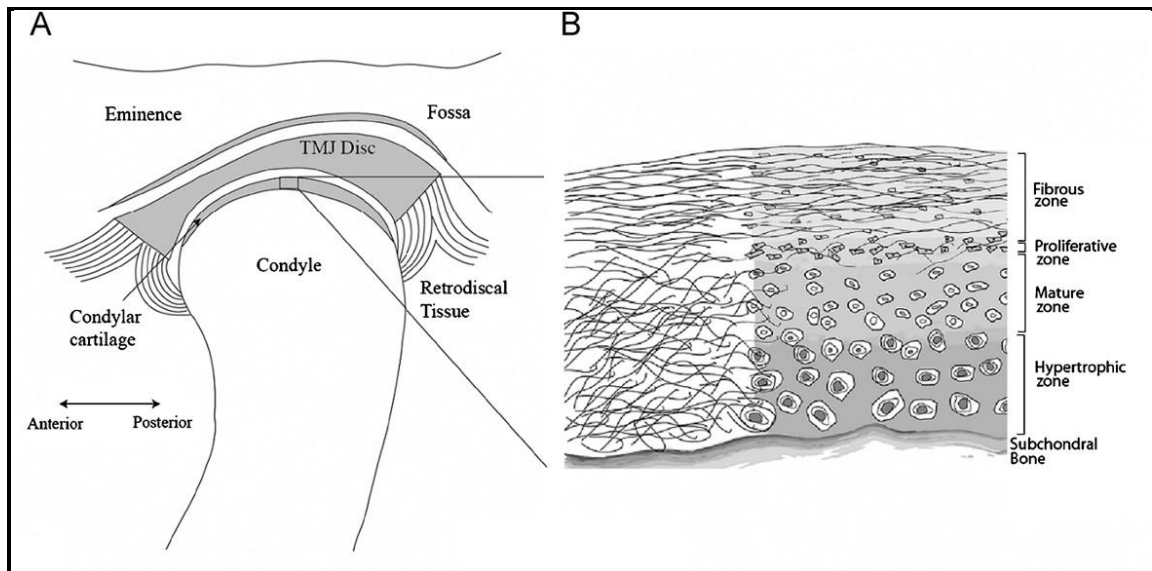 A
B
Eminence
Fossa
TMJ Disc
Condyle
Retrodiscal
Tissue
Condylar
cartilage
Anterior
Posterior
Fibrous
zone
Proliferative
zone
Mature
zone
Hypertrophic
zone
Subchondral
Bone